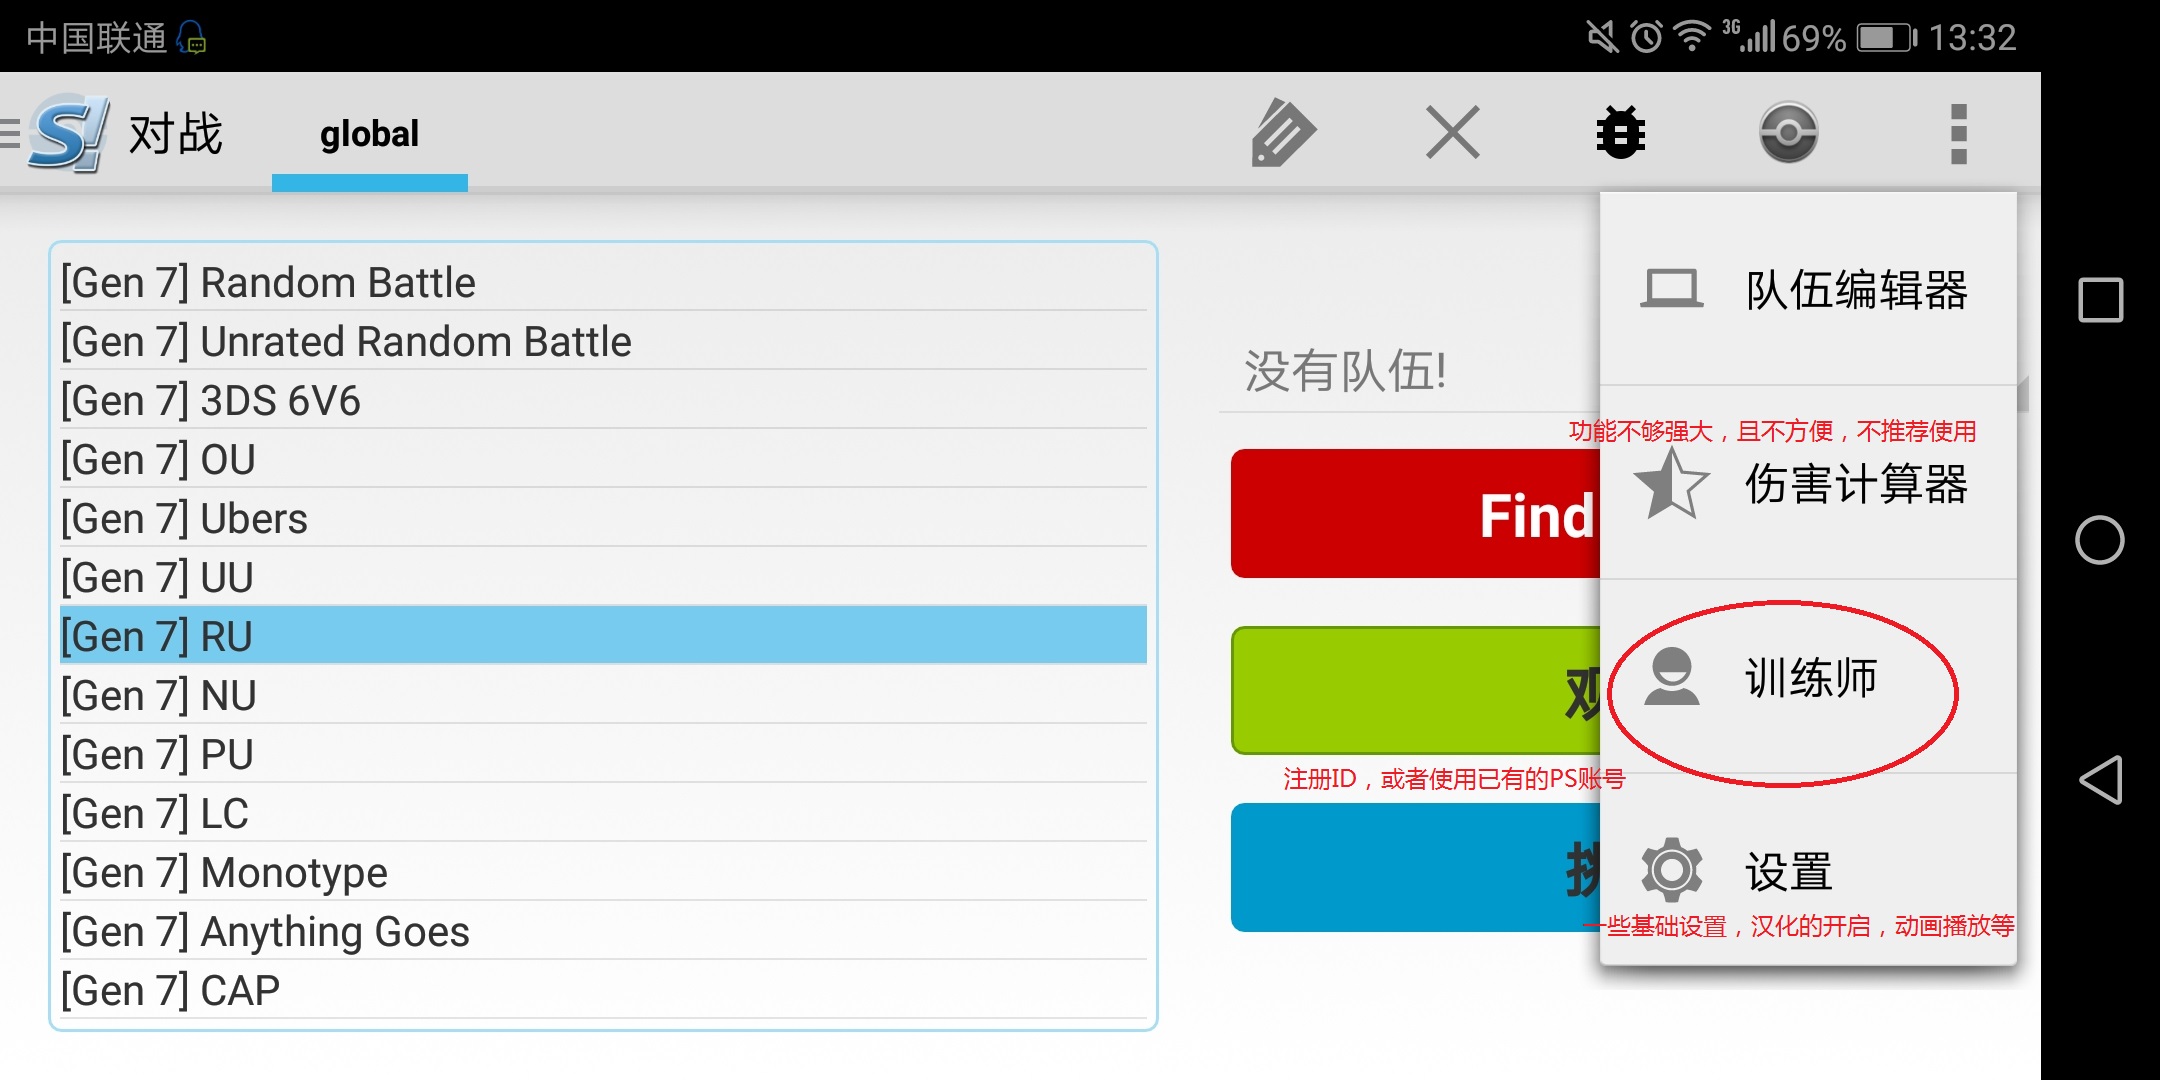 中国联通
3G
69%
13:32
S!
对战
global
[Gen 7] Random Battle
[Gen 7] Unrated Random Battle
[Gen 7] 3DS 6V6
[Gen 7] OU
[Gen 7] Ubers
[Gen 7] UU
[Gen 7] RU
[Gen 7] NU
[Gen 7] PU
[Gen 7] LC
[Gen 7] Monotype
[Gen 7] Anything Goes
[Gen 7] CAP
没有队伍!
Find
注册ID，或者使用已有的PS账号
队伍编辑器
功能不够强大，且不方便，不推荐使用
伤害计算器
训练师
设置
一些基础设置，汉化的开启，动画播放等